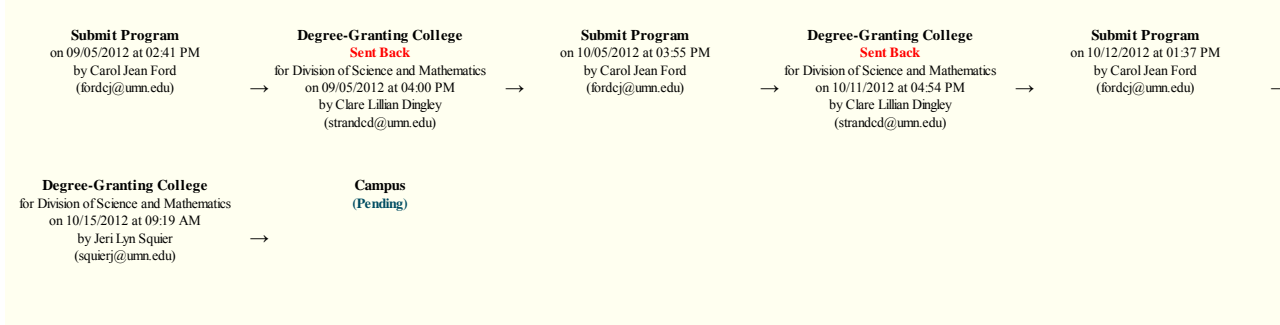 Submit Program
on 09/05/2012 at 02:41 PM
by Carol Jean Ford
(fordcj@umn.edu)
→
Degree-Granting College
Sent Back
for Division of Science and Mathematics
on 09/05/2012 at 04:00 PM
by Clare Lillian Dingley
(strandcd@umn.edu)
→
Submit Program
on 10/05/2012 at 03:55 PM
by Carol Jean Ford
(fordcj@umn.edu)
→
Degree-Granting College
Sent Back
for Division of Science and Mathematics
on 10/11/2012 at 04:54 PM
by Clare Lillian Dingley
(strandcd@umn.edu)
→
Submit Program
on 10/12/2012 at 01:37 PM
by Carol Jean Ford
(fordcj@umn.edu)
→
Degree-Granting College
for Division of Science and Mathematics
on 10/15/2012 at 09:19 AM
by Jeri Lyn Squier
(squierj@umn.edu)
→
Campus
(Pending)